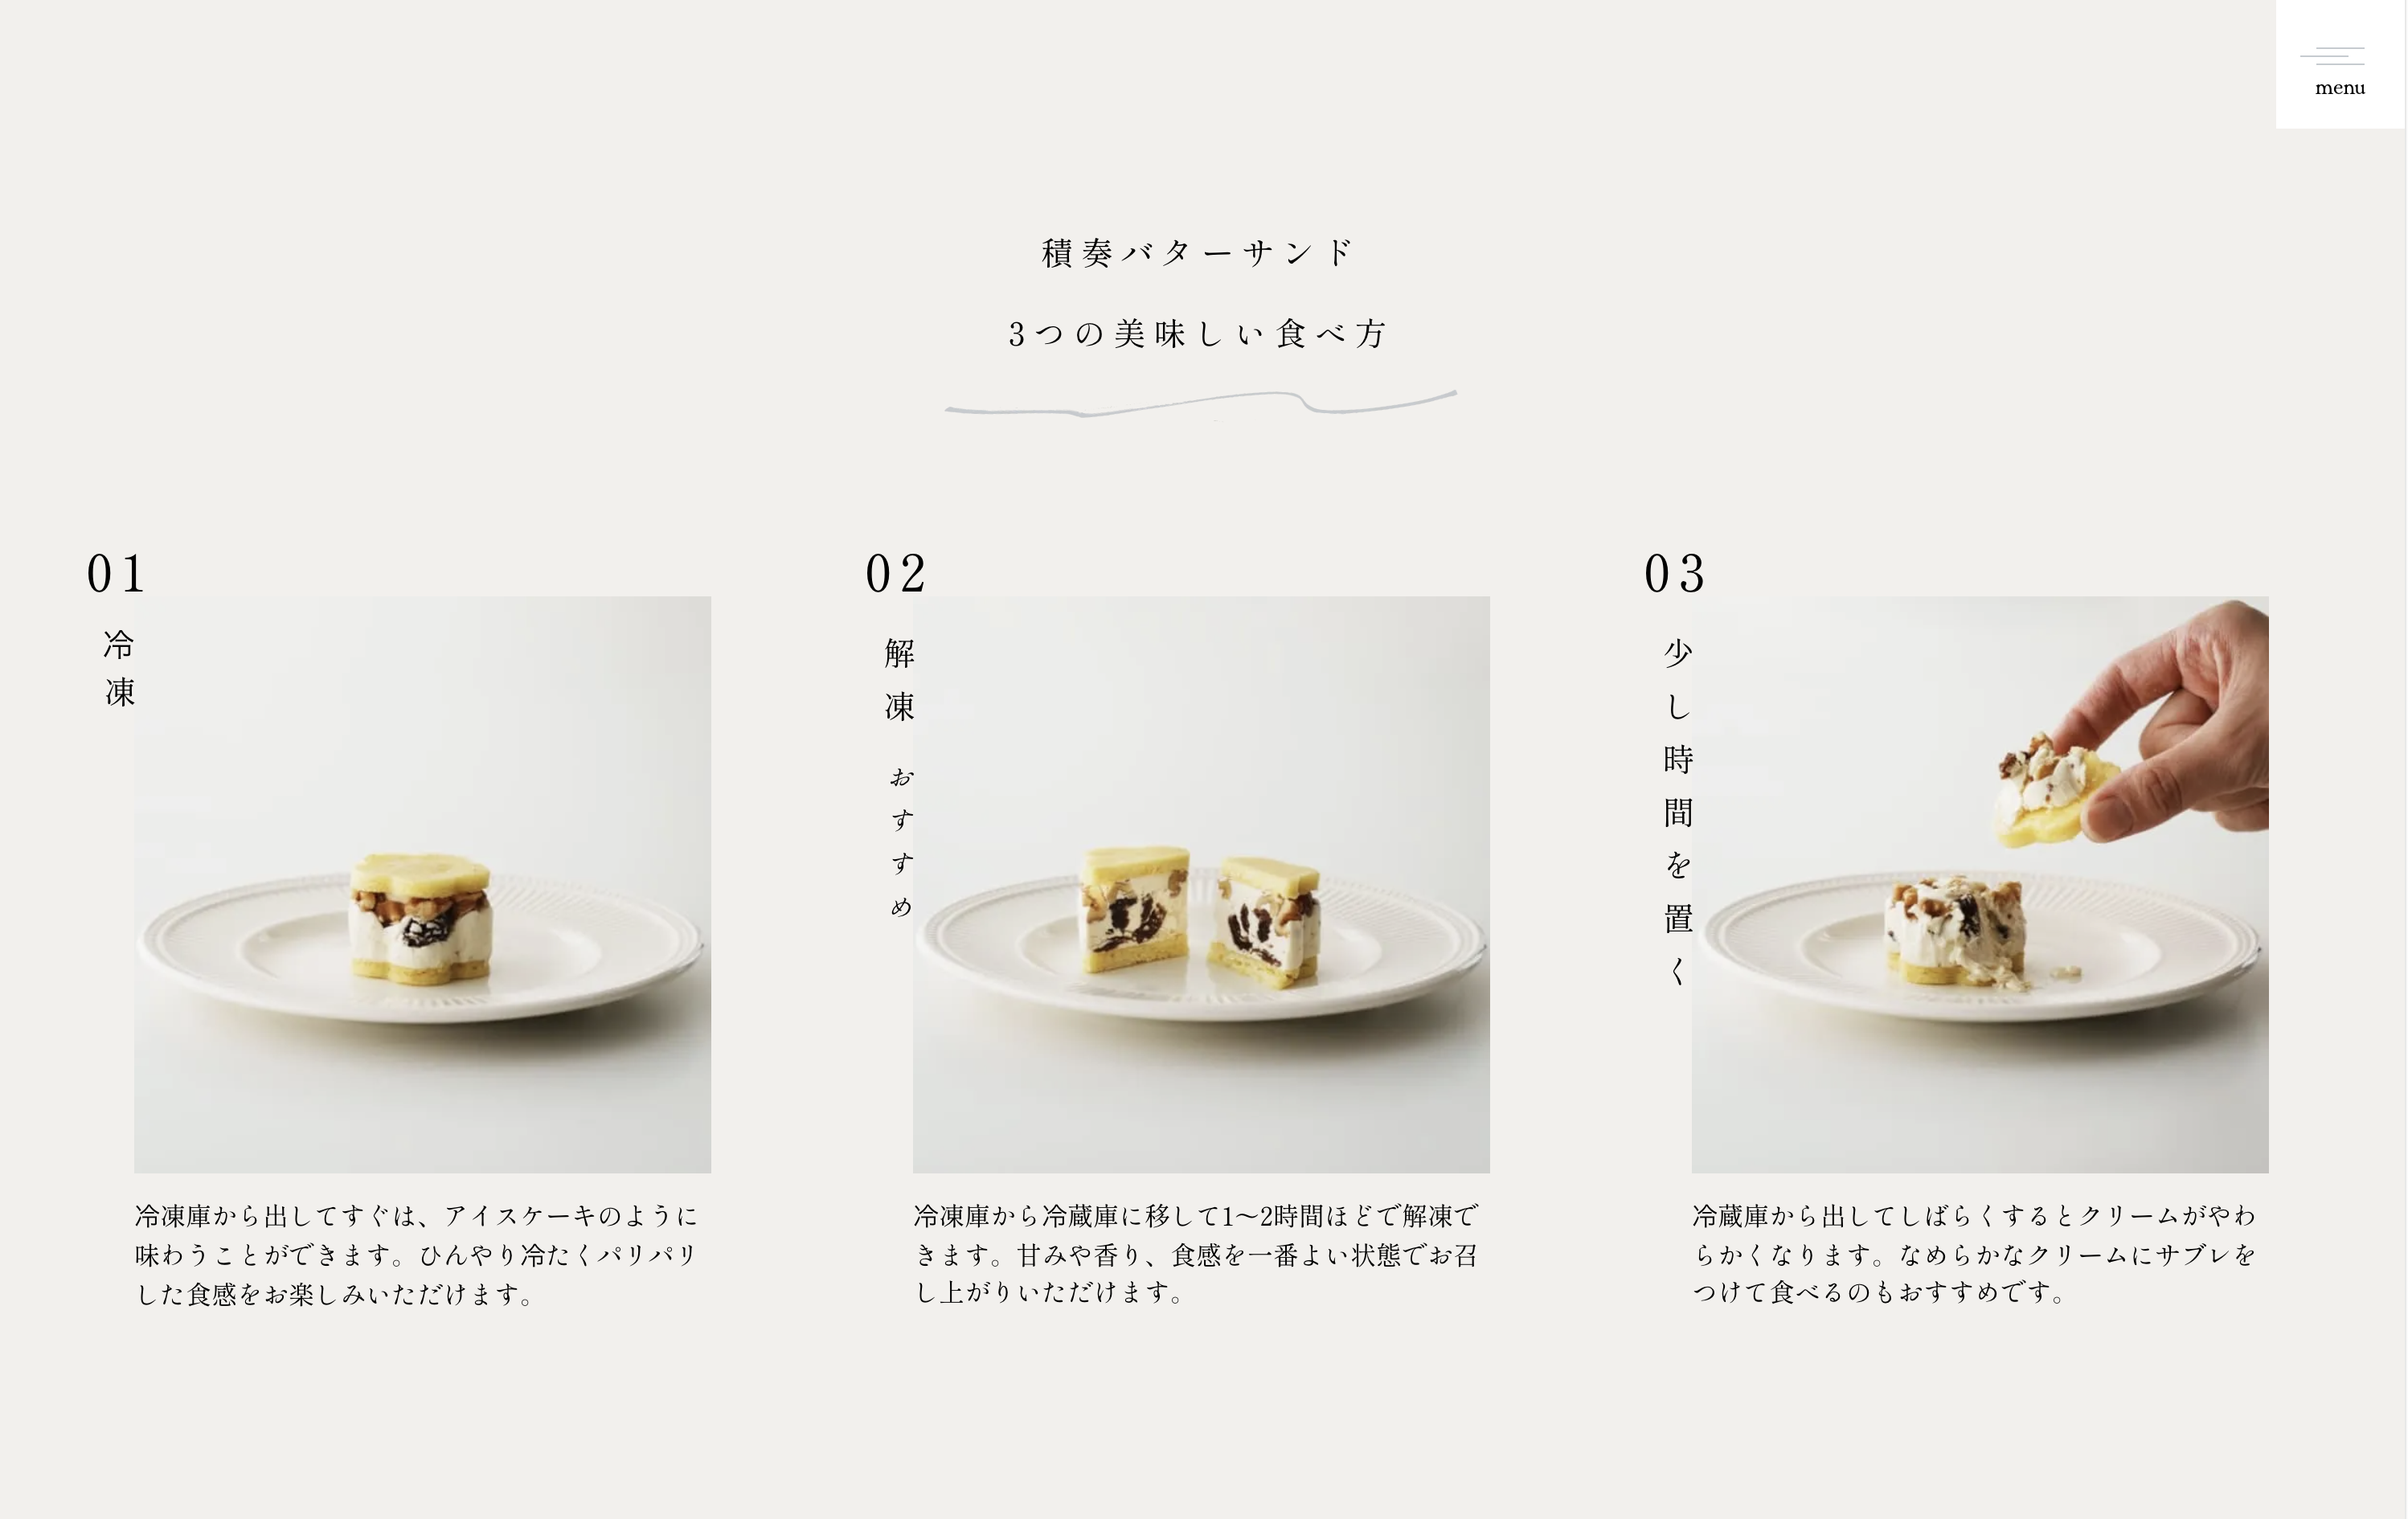 menu
積奏バターサンド
3つの美味しい食べ方
01
冷凍
冷凍庫から出してすぐは、アイスケーキのように
味わうことができます。ひんやり冷たくパリパリ
した食感をお楽しみいただけます。
02
解凍 おすすめ
冷凍庫から冷蔵庫に移して1〜2時間ほどで解凍で
きます。甘みや香り、食感を一番よい状態でお召
し上がりいただけます。
03
少し時間を置く
冷蔵庫から出してしばらくするとクリームがやわ
らかくなります。なめらかなクリームにサブレを
つけて食べるのもおすすめです。